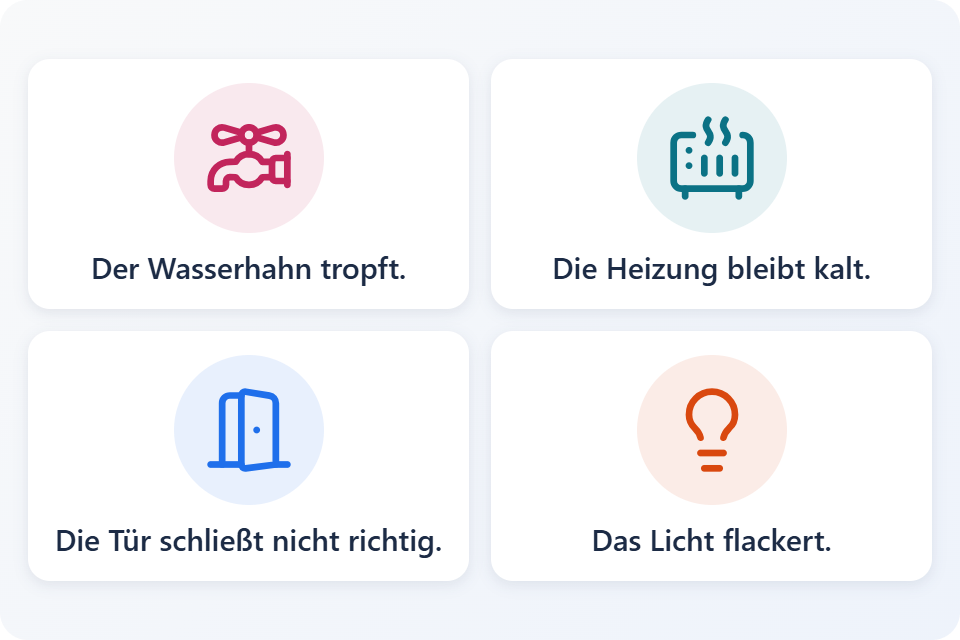 Der Wasserhahn tropft.
Die Heizung bleibt kalt.
Die Tür schließt nicht richtig.
Das Licht flackert.